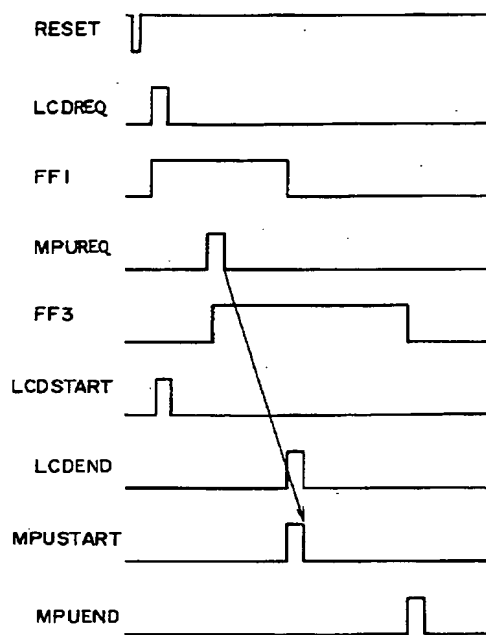 RESET
LCDREQ
FF1
MPUREQ
FF3
LCDSTART
LCDEND
MPUSTART
MPUEND